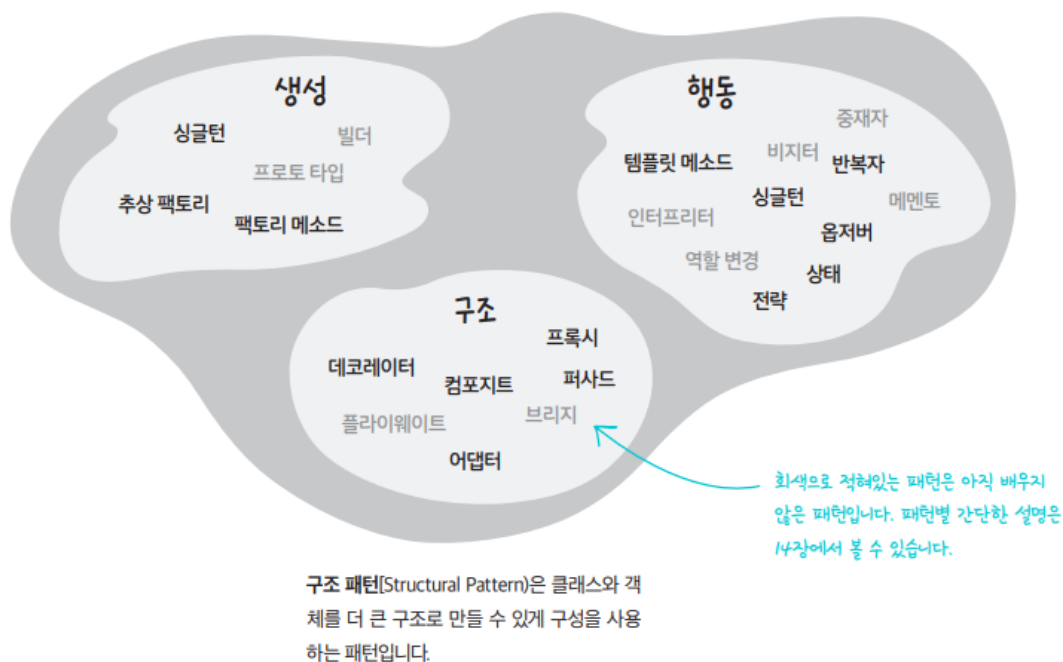 생성
싱글턴
빌더
프로토 타입
추상 팩토리
팩토리 메소드
행동
중재자
템플릿 메소드
비지터
반복자
싱글턴
메멘토
인터프리터
옵저버
역할 변경
상태
전략
구조
프록시
데코레이터
컴포지트
퍼사드
플라이웨이트
브리지
어댑터
회색으로 적혀있는 패턴은 아직 배우지
않은 패턴입니다. 패턴별 간단한 설명은
14장에서 볼 수 있습니다.
구조 패턴[Structural Pattern]은 클래스와 객
체를 더 큰 구조로 만들 수 있게 구성을 사용
하는 패턴입니다.